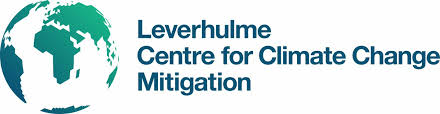 Leverhulme
Centre for Climate Change
Mitigation